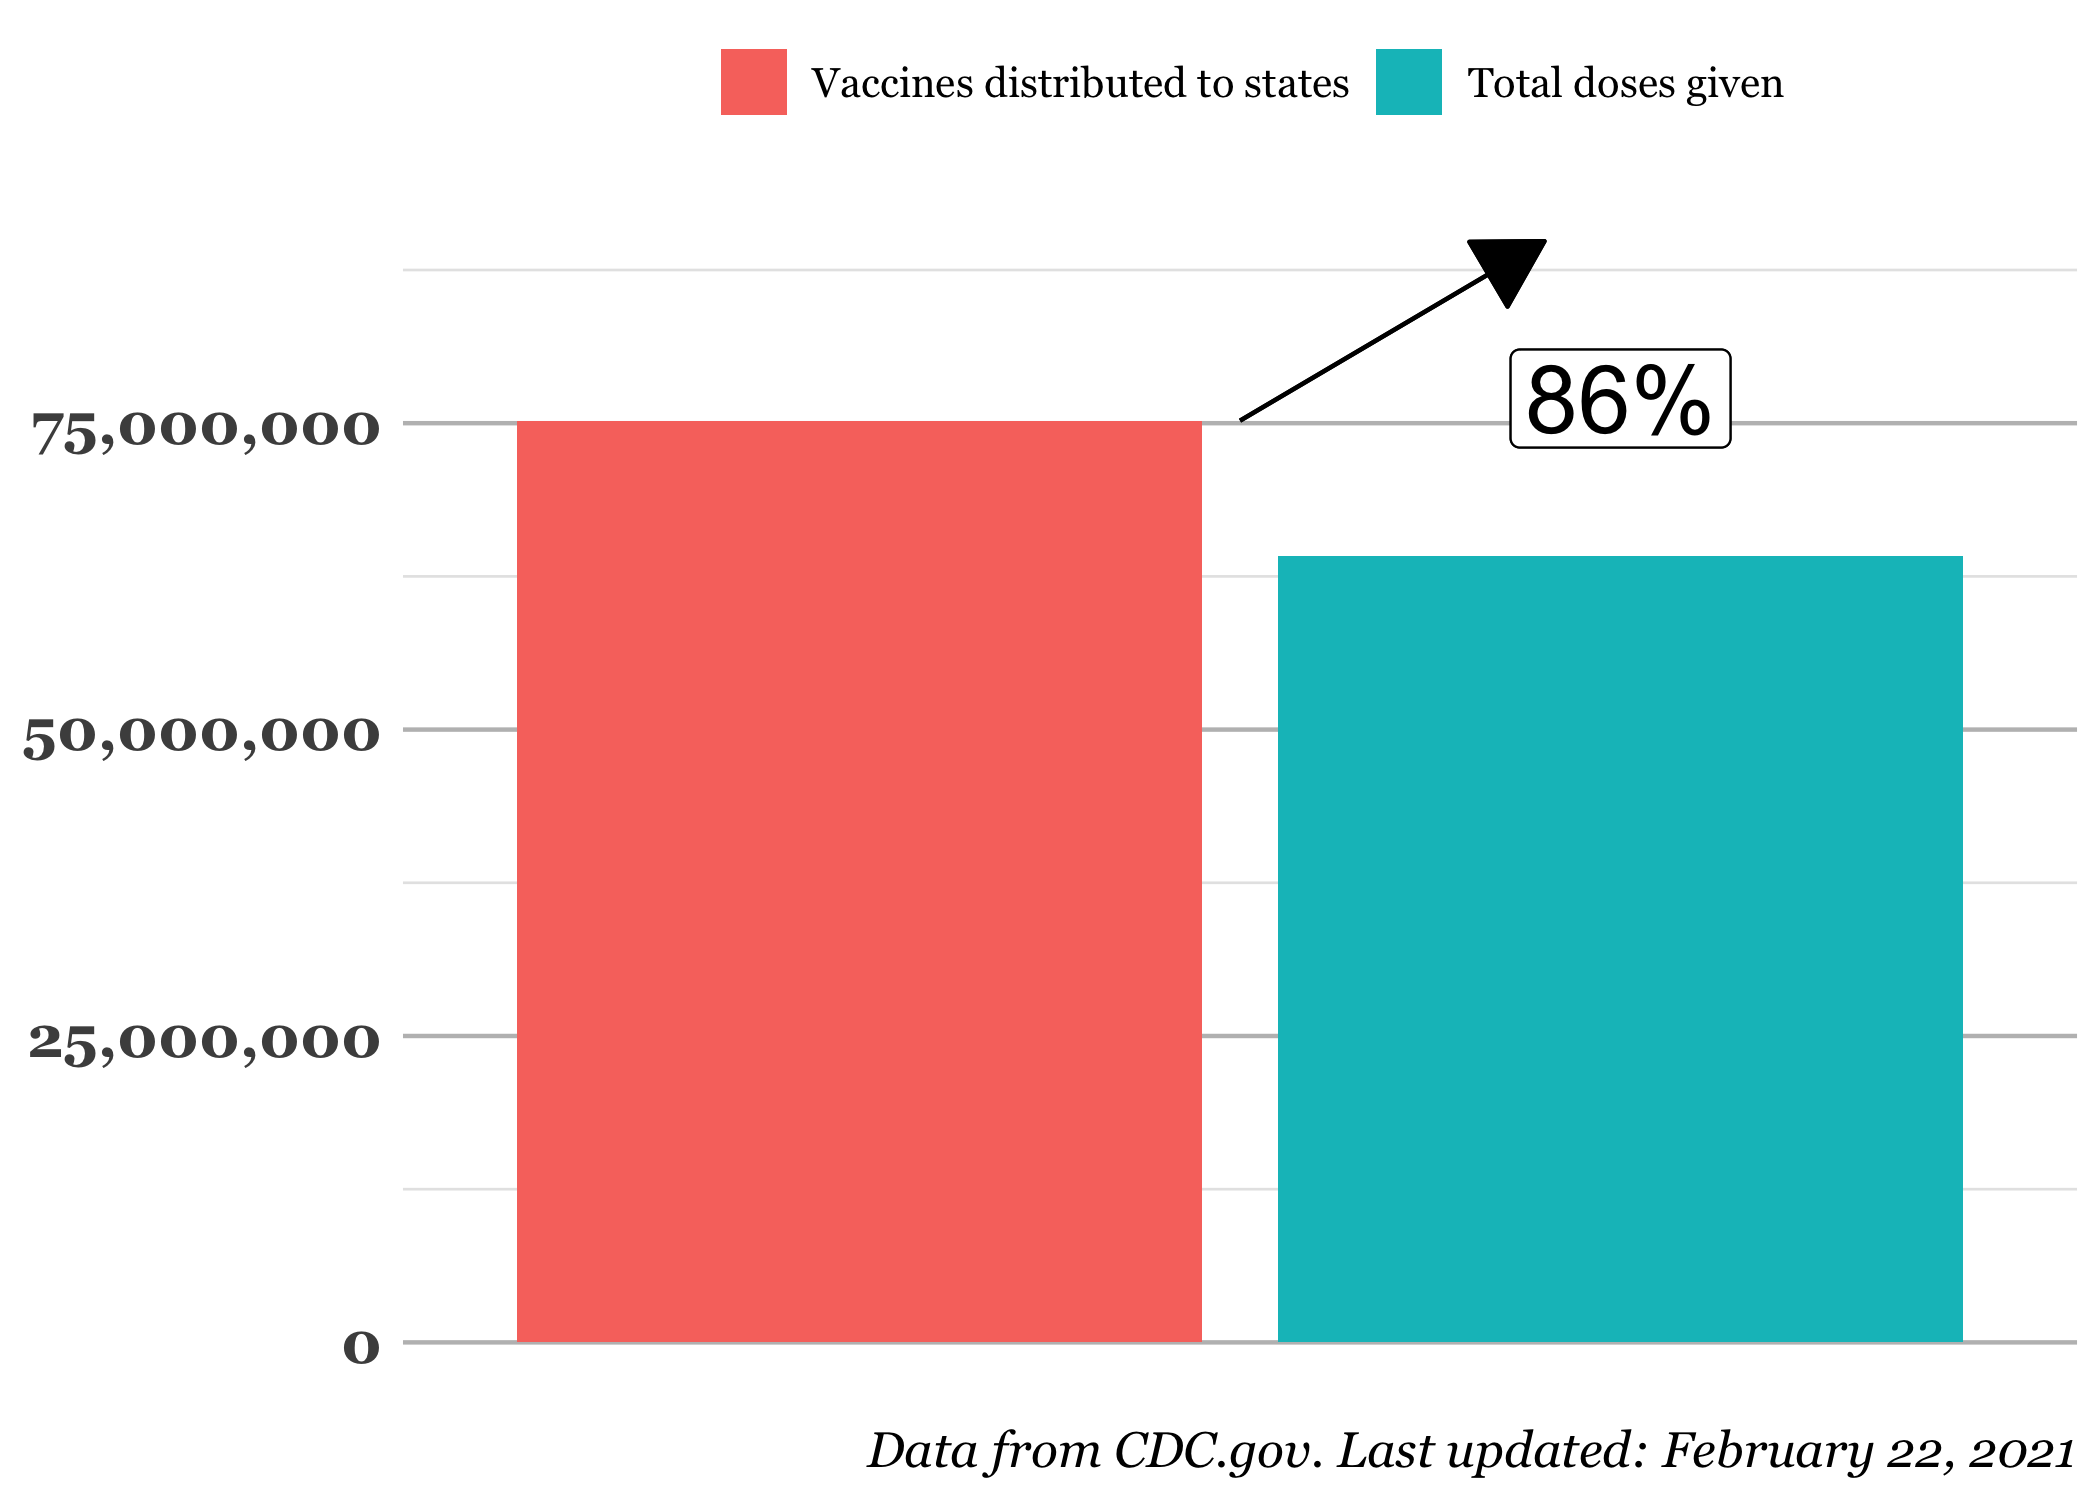 Vaccines distributed to states Total doses given
86%
75,000,000
50,000,000
25,000,000
0
Data from CDC.gov. Last updated: February 22, 2021